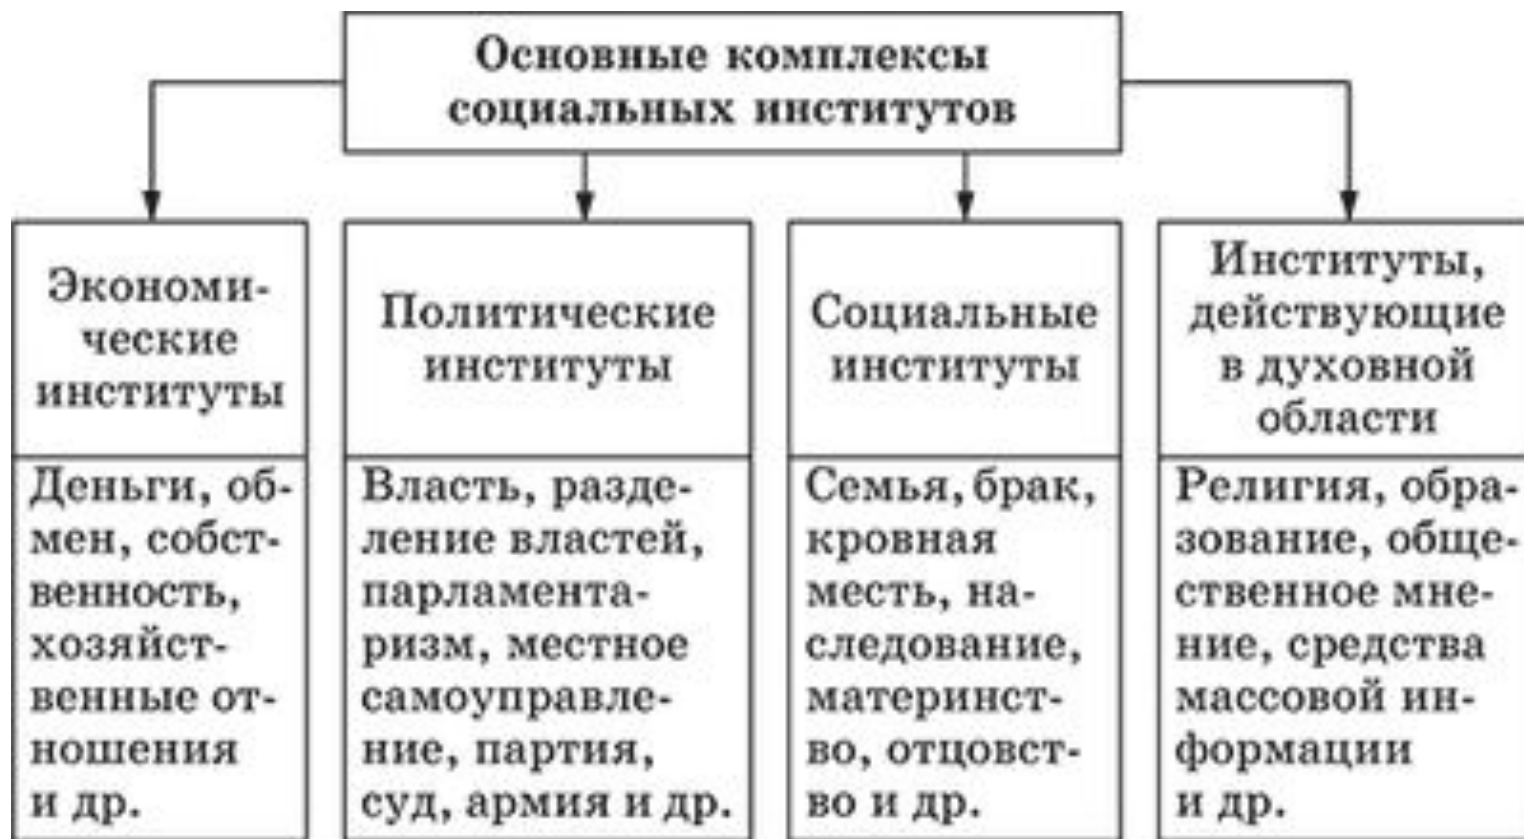 Основные комплексы
социальных институтов
Экономи-
ческие
институты
Деньги, об-
мен, собст-
венность,
хозяйст-
венные от-
ношения
и др.
Политические
институты
Власть, разде-
ление властей,
парламента-
ризм, местное
самоуправле-
ние, партия,
суд, армия и др.
Социальные
институты
Семья, брак,
кровная
месть, на-
следование,
материнст-
во, отцовст-
во и др.
Институты,
действующие
в духовной
области
Религия, обра-
зование, обще-
ственное мне-
ние, средства
массовой ин-
формации
и др.